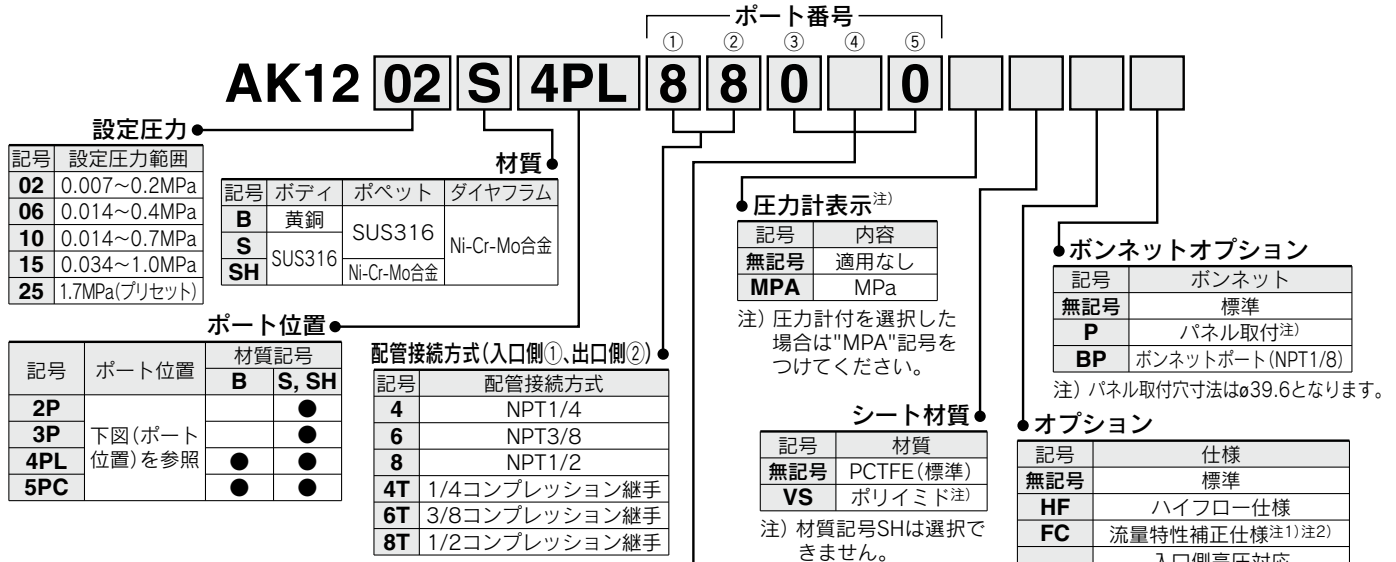 ポート番号
① ② ③ ④ ⑤
AK12 02 S 4PL 8 8 0 0
設定圧力
記号 設定圧力範囲
02 0.007～0.2MPa
06 0.014～0.4MPa
10 0.014～0.7MPa
15 0.034～1.0MPa
25 1.7MPa(プリセット)
材質
記号 ボディ ポペット ダイヤフラム
B 黄銅 SUS316 Ni-Cr-Mo合金
S SUS316
SH Ni-Cr-Mo合金
ポート位置
記号 ポート位置 材質記号
B S, SH
2P 下図(ポート位置)を参照 ●
3P ●
4PL ● ●
5PC ● ●
配管接続方式(入口側①、出口側②)
記号 配管接続方式
4 NPT1/4
6 NPT3/8
8 NPT1/2
4T 1/4コンプレッション継手
6T 3/8コンプレッション継手
8T 1/2コンプレッション継手
圧力計表示注)
記号 内容
無記号 適用なし
MPA MPa
注) 圧力計付を選択した
場合は"MPA"記号を
つけてください。
シート材質
記号 材質
無記号 PCTFE(標準)
VS ポリイミド注)
注) 材質記号SHは選択で
きません。
ボンネットオプション
記号 ボンネット
無記号 標準
P パネル取付注)
BP ボンネットポート(NPT1/8)
注) パネル取付穴寸法はø39.6となります。
オプション
記号 仕様
無記号 標準
HF ハイフロー仕様
FC 流量特性補正仕様注1)注2)
入口側高圧対応